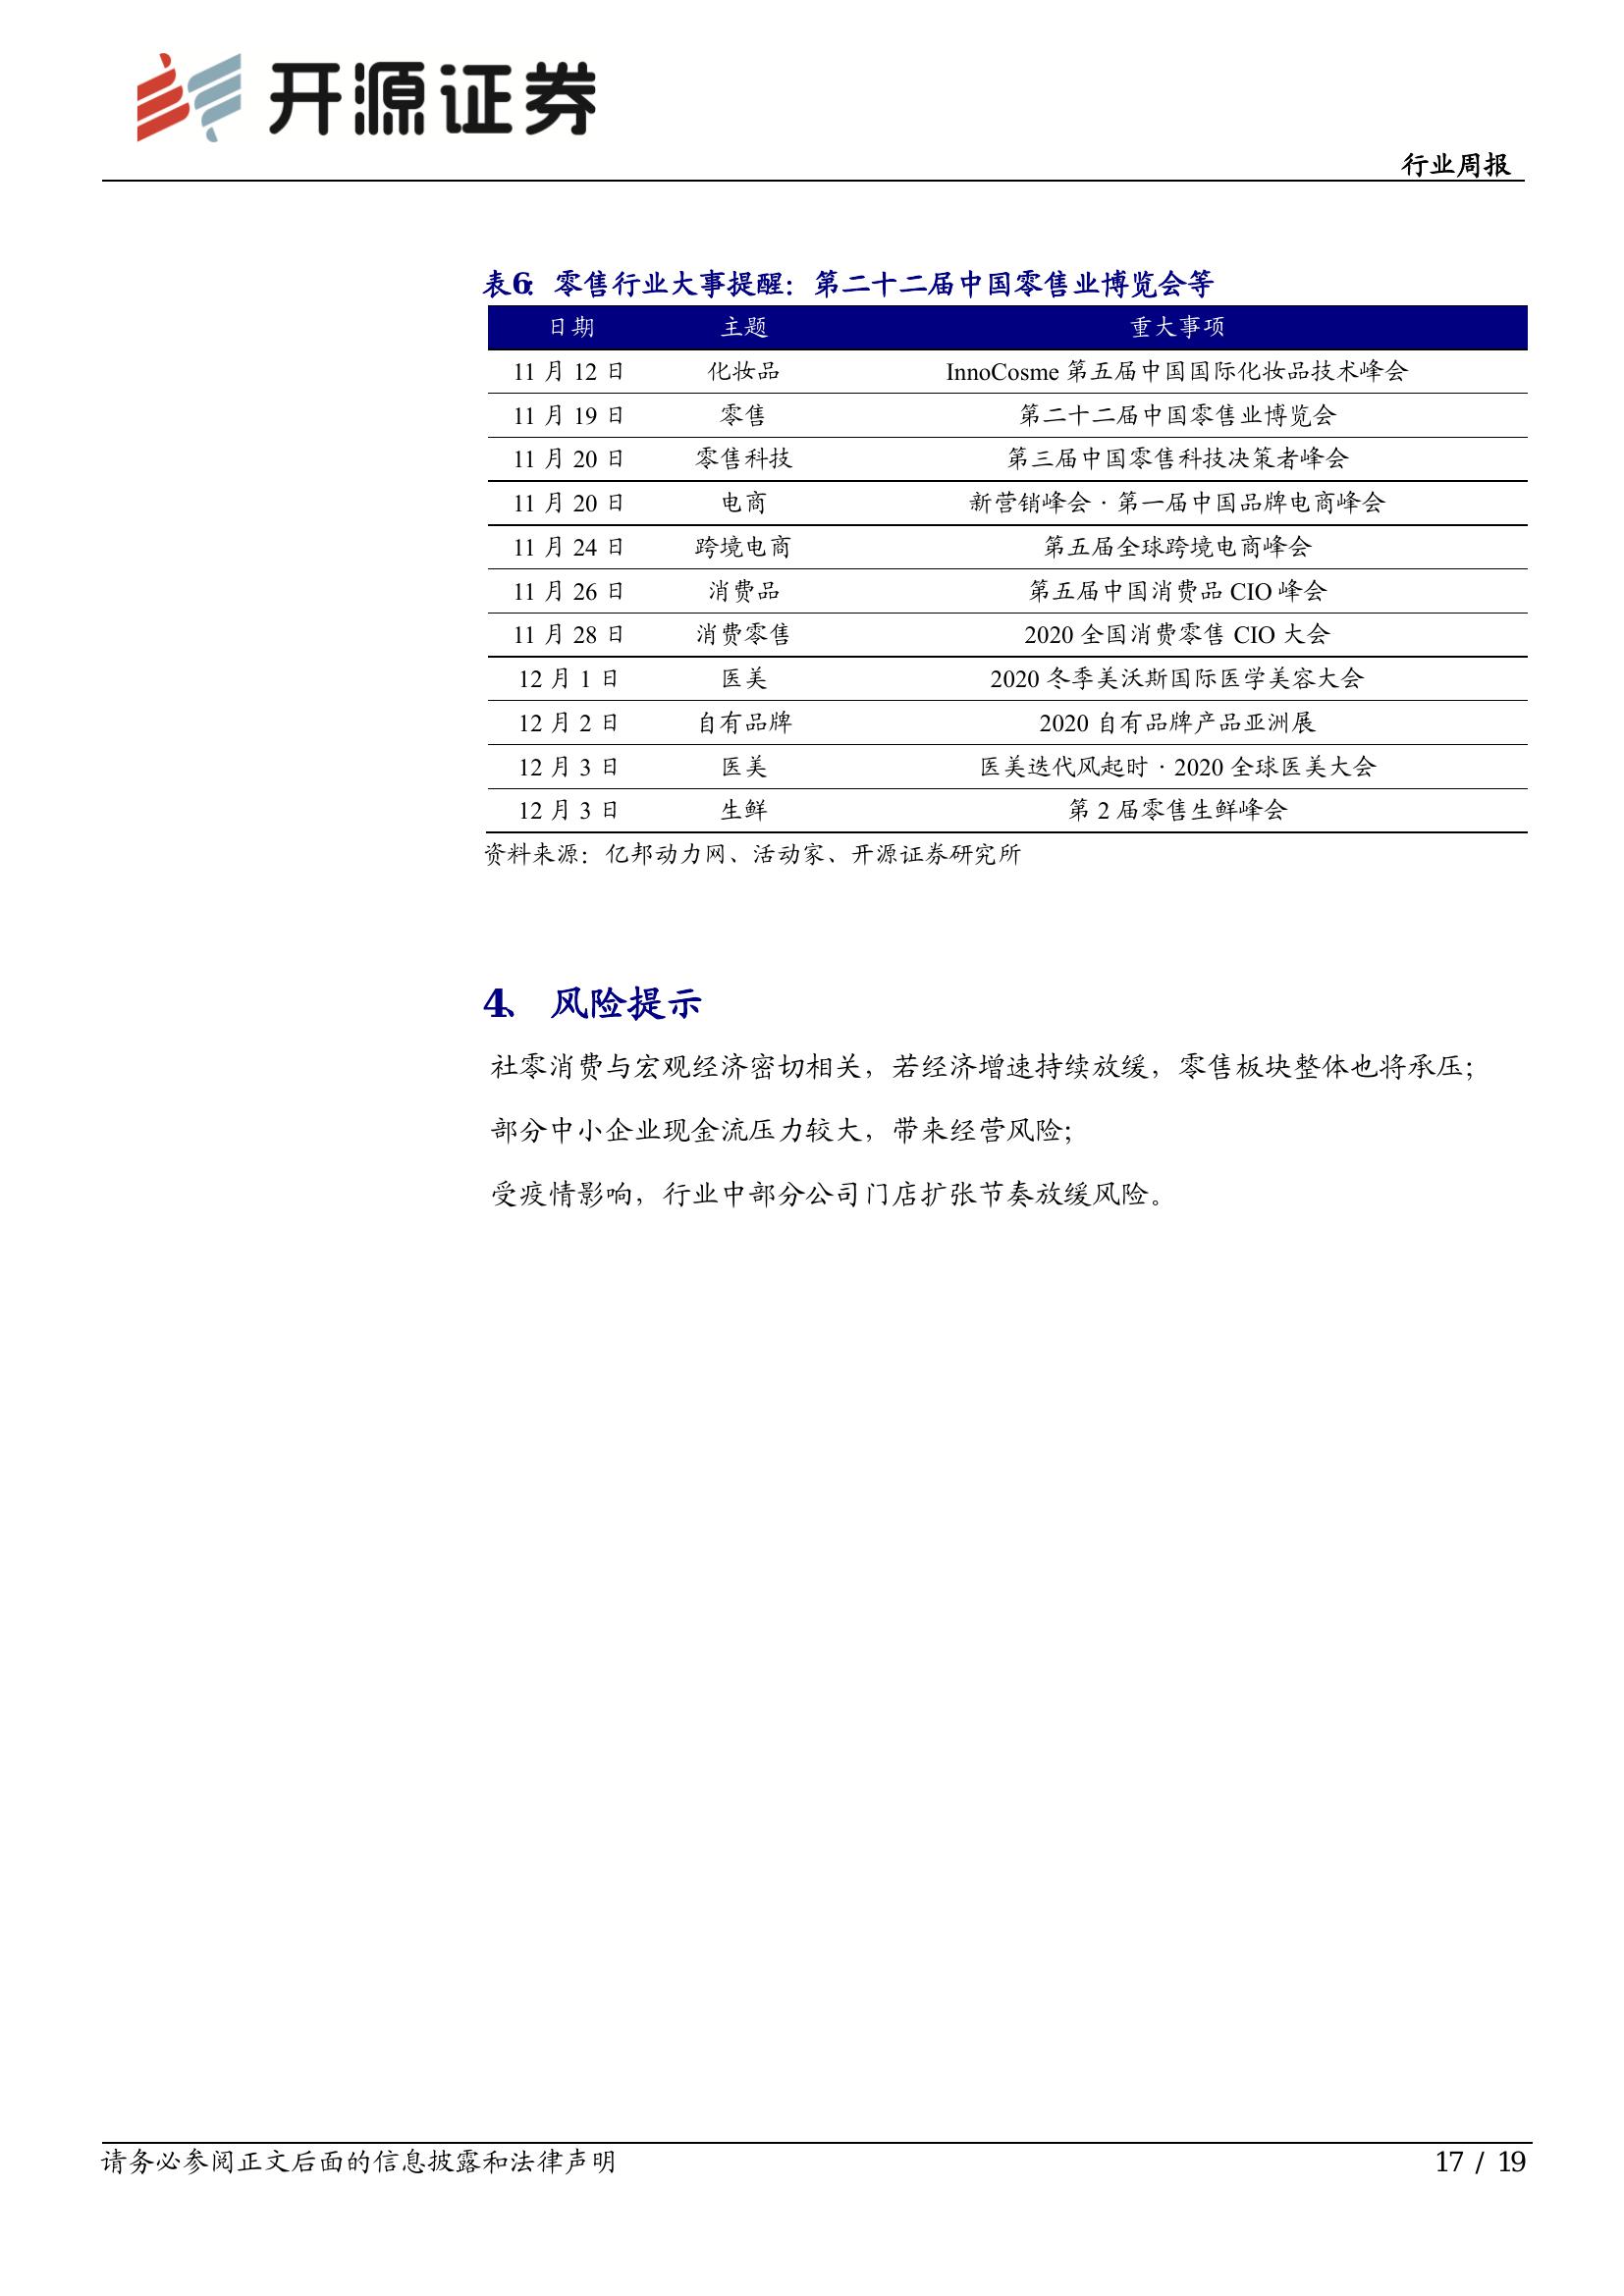 开源证券
行业周报
表6：零售行业大事提醒：第二十二届中国零售业博览会等
日期 主题 重大事项
11 月 12 日 化妆品 InnoCosme 第五届中国国际化妆品技术峰会
11 月 19 日 零售 第二十二届中国零售业博览会
11 月 20 日 零售科技 第三届中国零售科技决策者峰会
11 月 20 日 电商 新营销峰会·第一届中国品牌电商峰会
11 月 24 日 跨境电商 第五届全球跨境电商峰会
11 月 26 日 消费品 第五届中国消费品 CIO 峰会
11 月 28 日 消费零售 2020 全国消费零售 CIO 大会
12 月 1 日 医美 2020 冬季美沃斯国际医学美容大会
12 月 2 日 自有品牌 2020 自有品牌产品亚洲展
12 月 3 日 医美 医美迭代风起时·2020 全球医美大会
12 月 3 日 生鲜 第 2 届零售生鲜峰会
资料来源：亿邦动力网、活动家、开源证券研究所
4、 风险提示
社零消费与宏观经济密切相关，若经济增速持续放缓，零售板块整体也将承压；
部分中小企业现金流压力较大，带来经营风险；
受疫情影响，行业中部分公司门店扩张节奏放缓风险。
请务必参阅正文后面的信息披露和法律声明
17 / 19